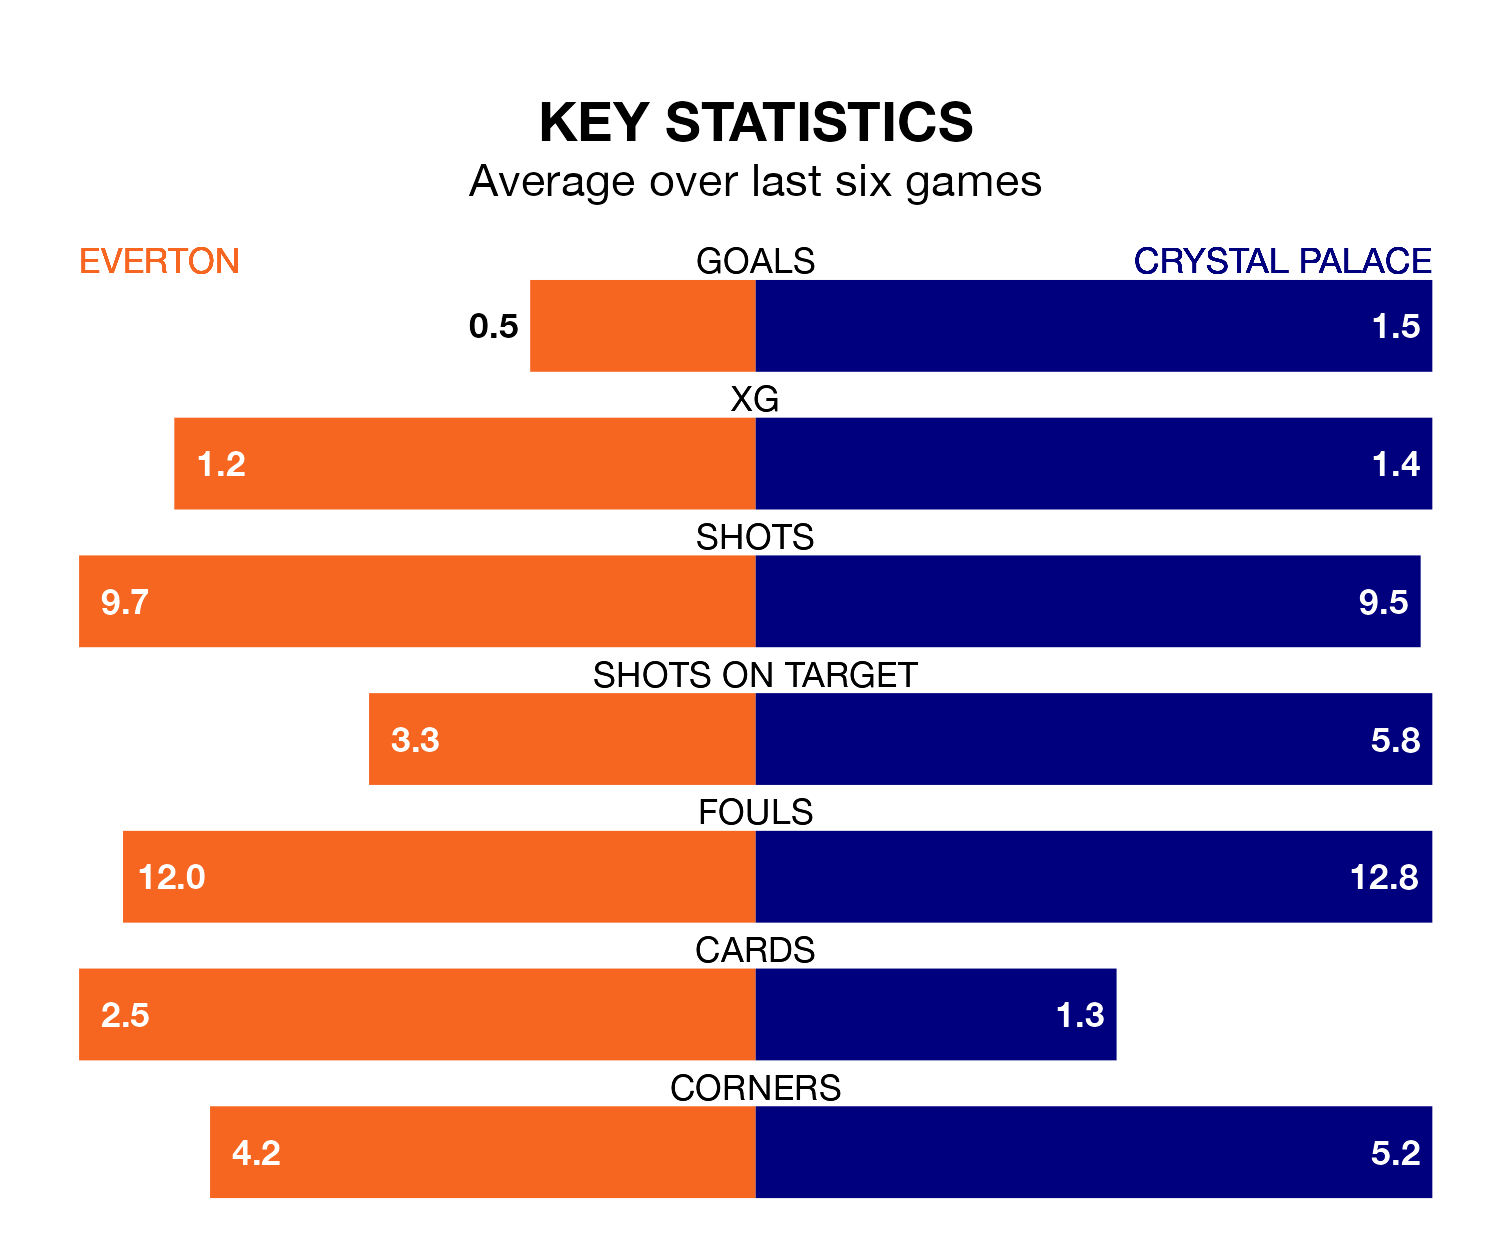 KEY STATISTICS
Average over last six games
EVERTON GOALS CRYSTAL PALACE
0.5 1.5
XG
1.2 1.4
SHOTS
9.7 9.5
SHOTS ON TARGET
3.3 5.8
FOULS
12.0 12.8
CARDS
2.5 1.3
CORNERS
4.2 5.2